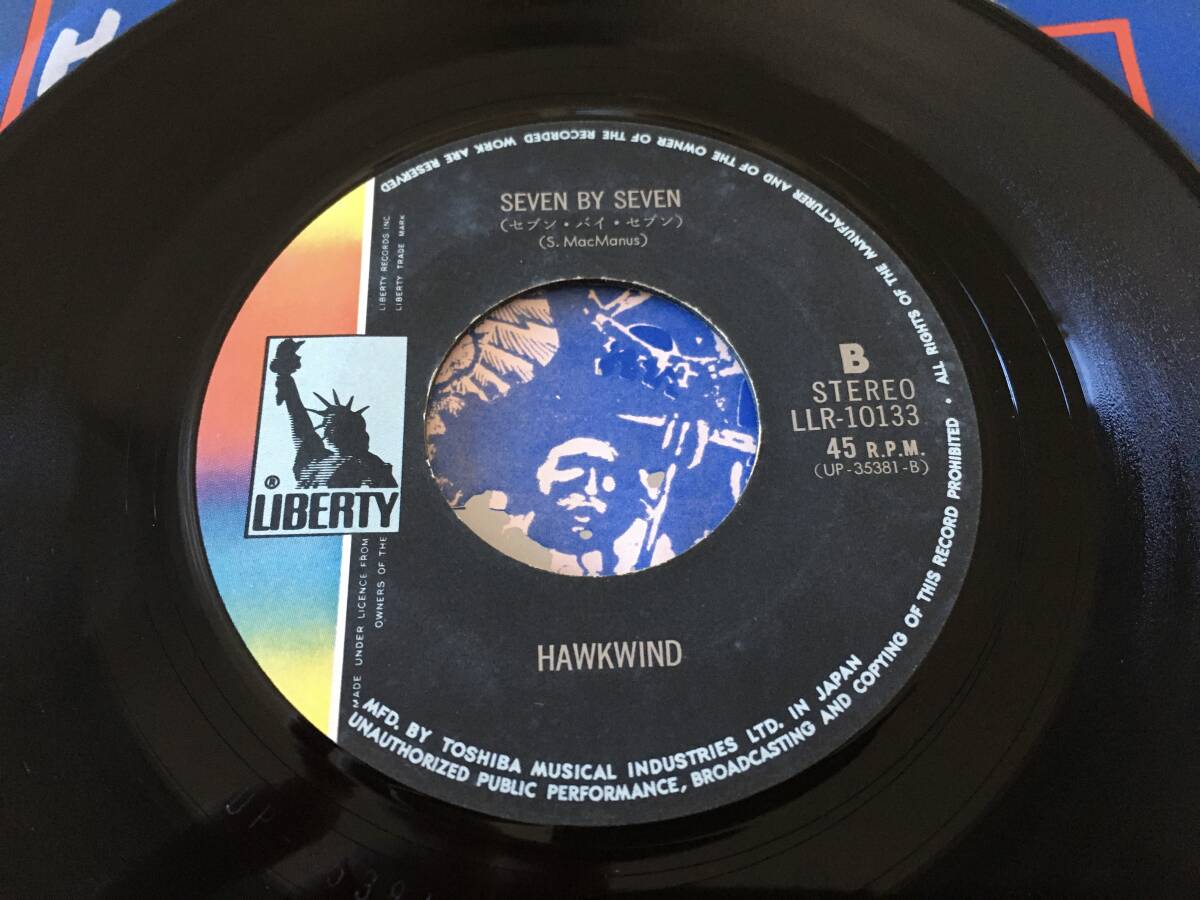 SEVEN BY SEVEN
(セブン・バイ・セブン)
(S. MacManus)
B
STEREO
LLR-10133
45 R.P.M.
(UP-35381-B)
HAWKWIND
® LIBERTY
LIBERTY RECORDS INC
LIBERTY TRADE MARK
MADE UNDER LICENCE FROM
OWNERS OF THE
MFD. BY TOSHIBA MUSICAL INDUSTRIES LTD. IN JAPAN
UNAUTHORIZED PUBLIC PERFORMANCE, BROADCASTING AND COPYING OF THIS RECORD PROHIBITED • ALL RIGHTS OF THE MANUFACTURER AND OF THE OWNER OF THE RECORDED WORK ARE RESERVED
UP